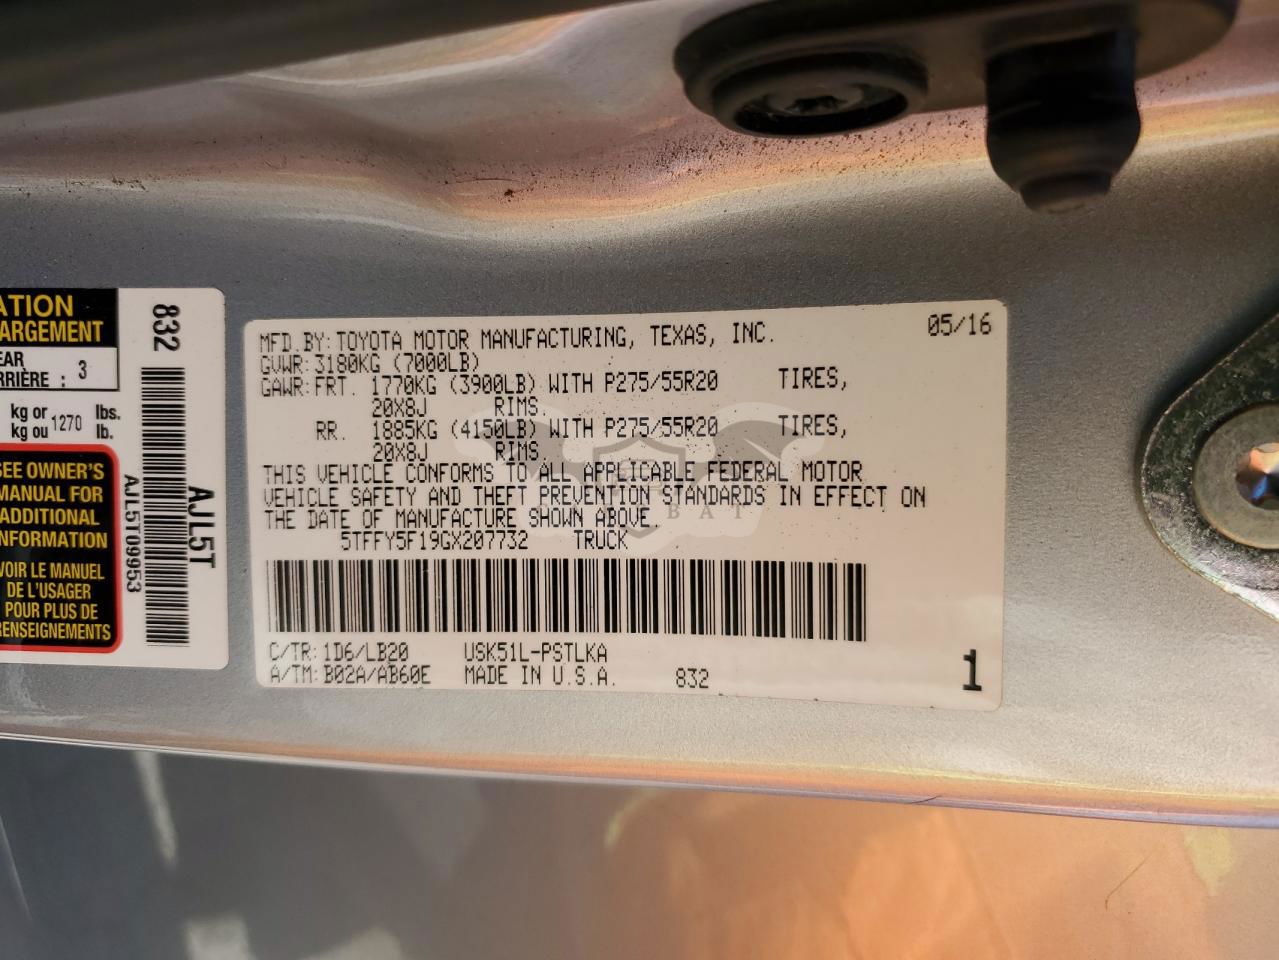 ATION
ARGEMENT
EAR
RRIÈRE : 3
kg or
kg ou 1270 lbs.
lb.
SEE OWNER'S
MANUAL FOR
ADDITIONAL
INFORMATION
VOIR LE MANUEL
DE L'USAGER
POUR PLUS DE
RENSEIGNEMENTS
832
AJL5T
AJL5T09953
MFD.BY:TOYOTA MOTOR MANUFACTURING, TEXAS, INC. 05/16
GVWR:3180KG (7000LB)
GAWR:FRT. 1770KG (3900LB) WITH P275/55R20 TIRES,
20X8J RIMS.
RR. 1885KG (4150LB) WITH P275/55R20 TIRES,
20X8J RIMS.
THIS VEHICLE CONFORMS TO ALL APPLICABLE FEDERAL MOTOR
VEHICLE SAFETY AND THEFT PREVENTION STANDARDS IN EFFECT ON
THE DATE OF MANUFACTURE SHOWN ABOVE.
5TFFY5F19GX207732 TRUCK
C/TR:1D6/LB20 USK51L-PSTLKA
A/TM:B02A/AB60E MADE IN U.S.A. 832
1